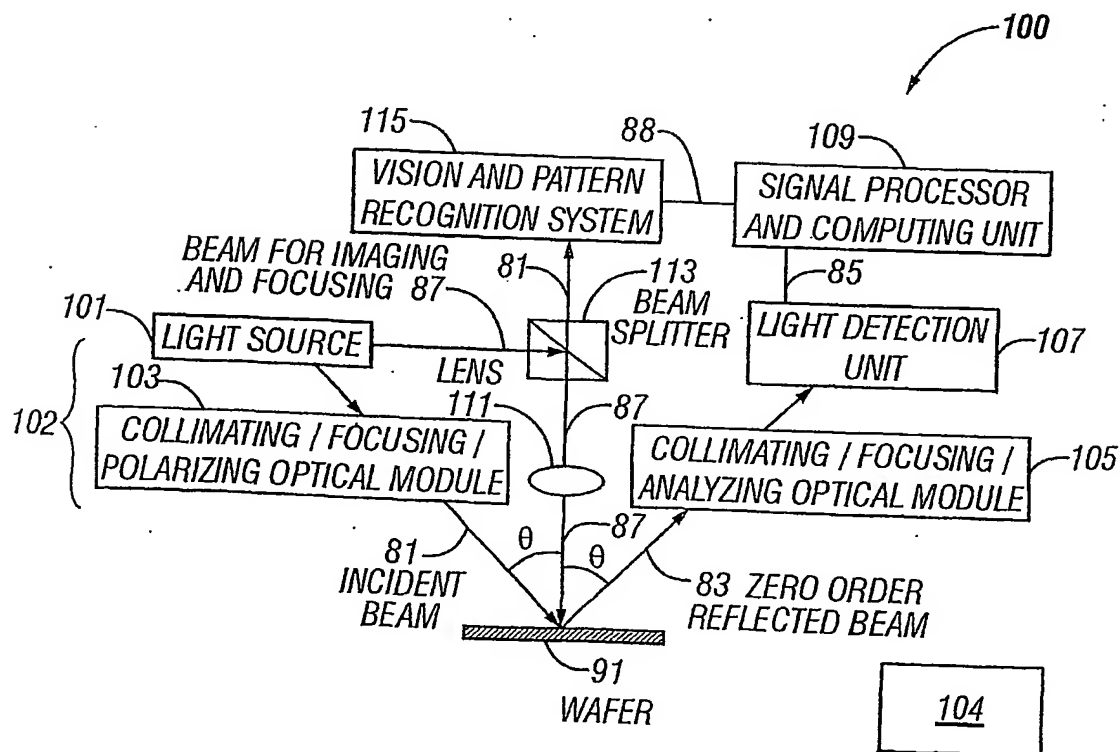 100
115
VISION AND PATTERN
RECOGNITION SYSTEM
88
109
SIGNAL PROCESSOR
AND COMPUTING UNIT
BEAM FOR IMAGING
AND FOCUSING 87
81
113
BEAM
SPLITTER
85
101
LIGHT SOURCE
LIGHT DETECTION
UNIT
107
102
103
LENS
111
87
COLLIMATING / FOCUSING /
POLARIZING OPTICAL MODULE
COLLIMATING / FOCUSING /
ANALYZING OPTICAL MODULE
105
87
θ
θ
81
INCIDENT
BEAM
83 ZERO ORDER
REFLECTED BEAM
91
WAFER
104